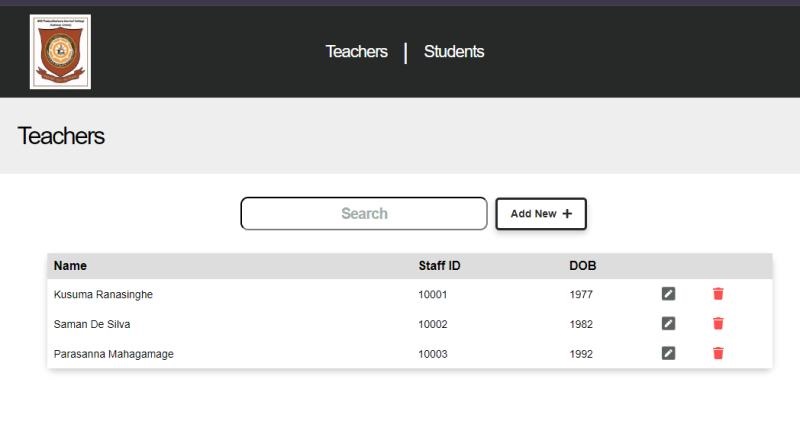 Teachers | Students
Teachers
Search
Add New +
Name Staff ID DOB
Kusuma Ranasinghe 10001 1977
Saman De Silva 10002 1982
Parasanna Mahagamage 10003 1992